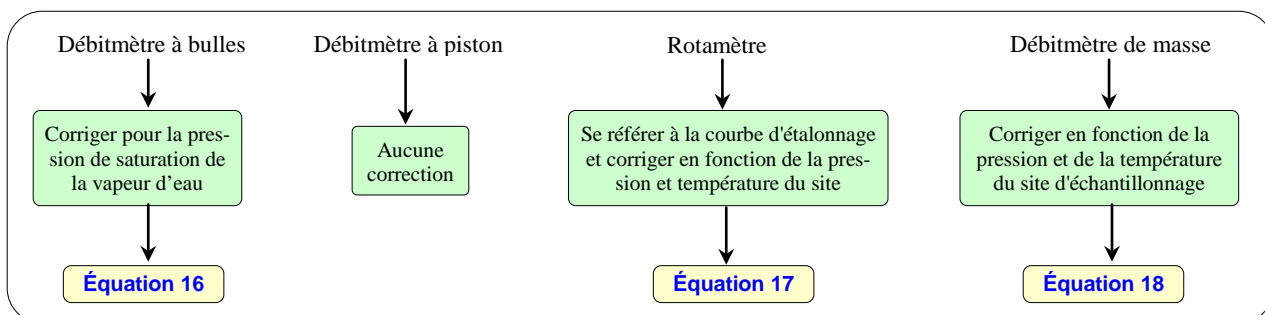 Débitmètre à bulles
Débitmètre à piston
Rotamètre
Débitmètre de masse
Corriger pour la pres-
sion de saturation de
la vapeur d'eau
Aucune
correction
Se référer à la courbe d'étalonnage
et corriger en fonction de la pres-
sion et température du site
Corriger en fonction de la
pression et de la température
du site d'échantillonnage
Équation 16
Équation 17
Équation 18